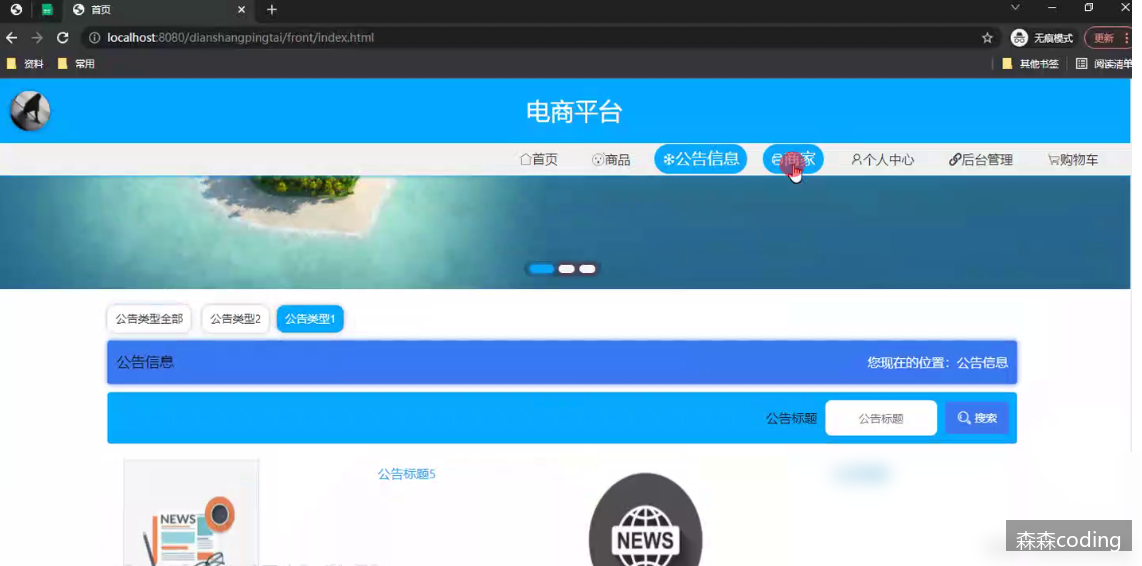 首页
localhost:8080/dianshangpingtai/front/index.html
无痕模式
更新
资料
常用
其他书签
阅读清单
电商平台
首页
商品
公告信息
商家
个人中心
后台管理
购物车
公告类型全部
公告类型2
公告类型1
公告信息
您现在的位置：公告信息
公告标题
公告标题
搜索
公告标题5
NEWS
NEWS
森森coding